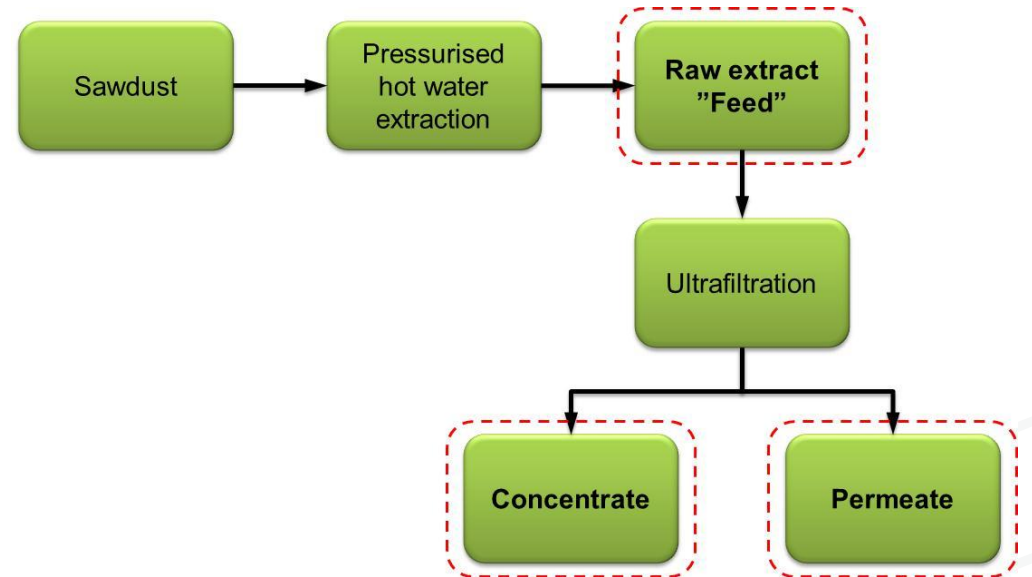 Sawdust
Pressurised
hot water
extraction
Raw extract
”Feed”
Ultrafiltration
Concentrate
Permeate